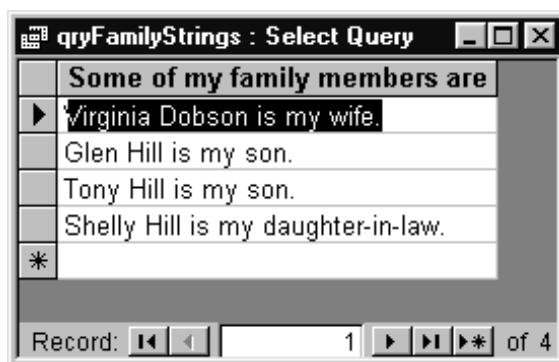 qryFamilyStrings : Select Query
Some of my family members are
Virginia Dobson is my wife.
Glen Hill is my son.
Tony Hill is my son.
Shelly Hill is my daughter-in-law.
Record: 1 of 4